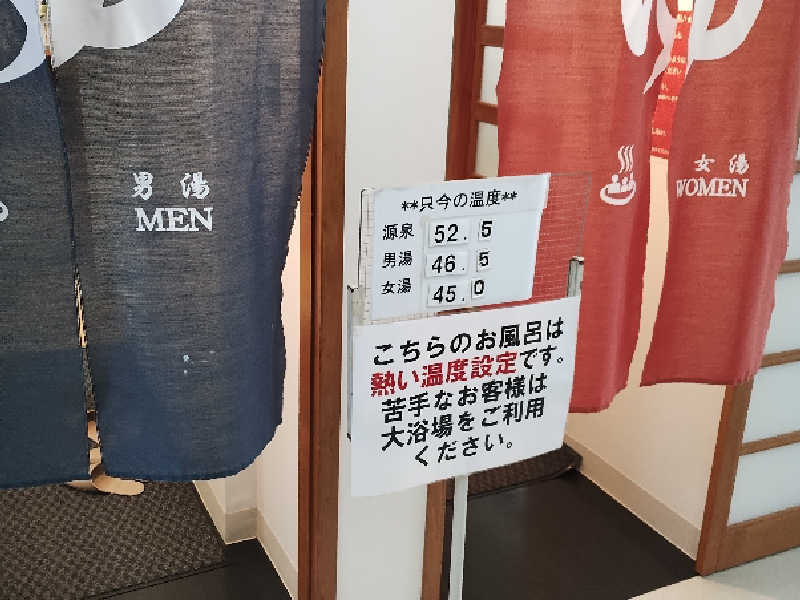 男湯
MEN
女湯
WOMEN
**只今の温度**
源泉 52.5
男湯 46.5
女湯 45.0
こちらのお風呂は
熱い温度設定です。
苦手なお客様は
大浴場をご利用
ください。